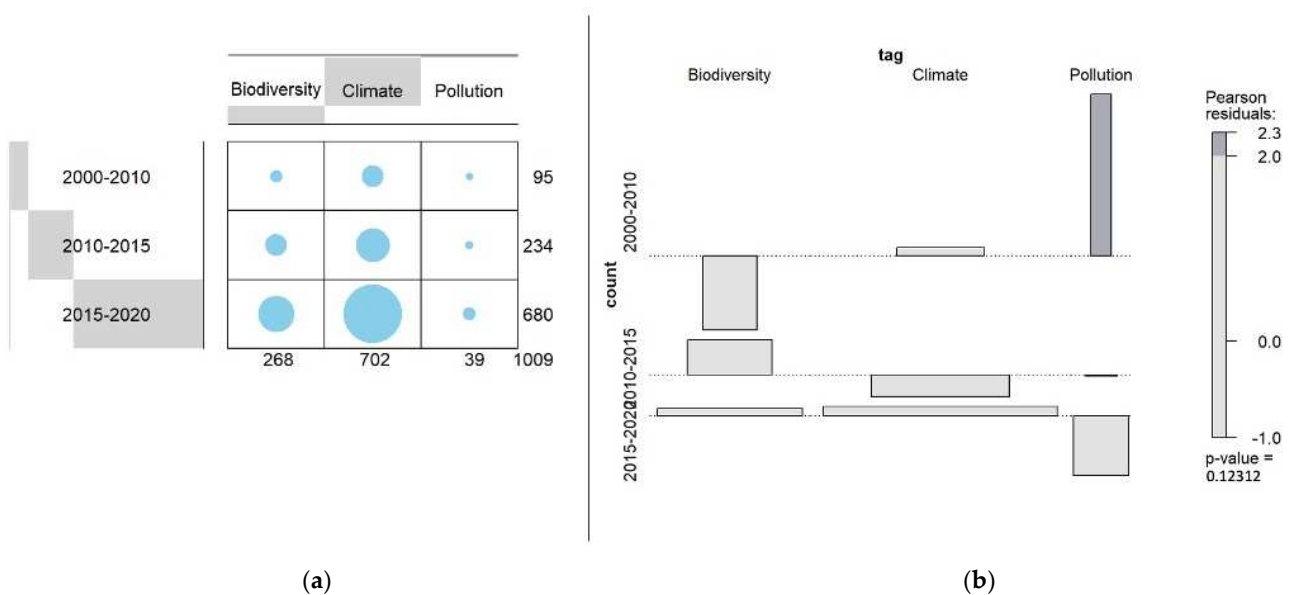 Biodiversity Climate Pollution
2000-2010 95
2010-2015 234
2015-2020 680
268 702 39 1009
(a)
tag
Biodiversity Climate Pollution
count
2000-2010
2010-2015
2015-2020
Pearson
residuals:
2.3
2.0
0.0
-1.0
p-value =
0.12312
(b)